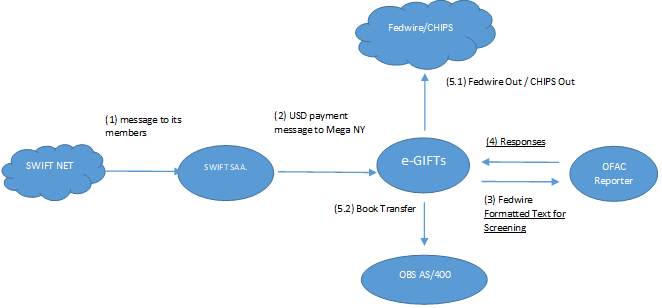 Fedwire/CHIPS
(5.1) Fedwire Out / CHIPS Out
(1) message to its
members
(2) USD payment
message to Mega NY
SWIFT NET
SWIFT SAA.
e-GIFTs
(4) Responses
OFAC
Reporter
(3) Fedwire
Formatted Text for
Screening
(5.2) Book Transfer
OBS AS/400